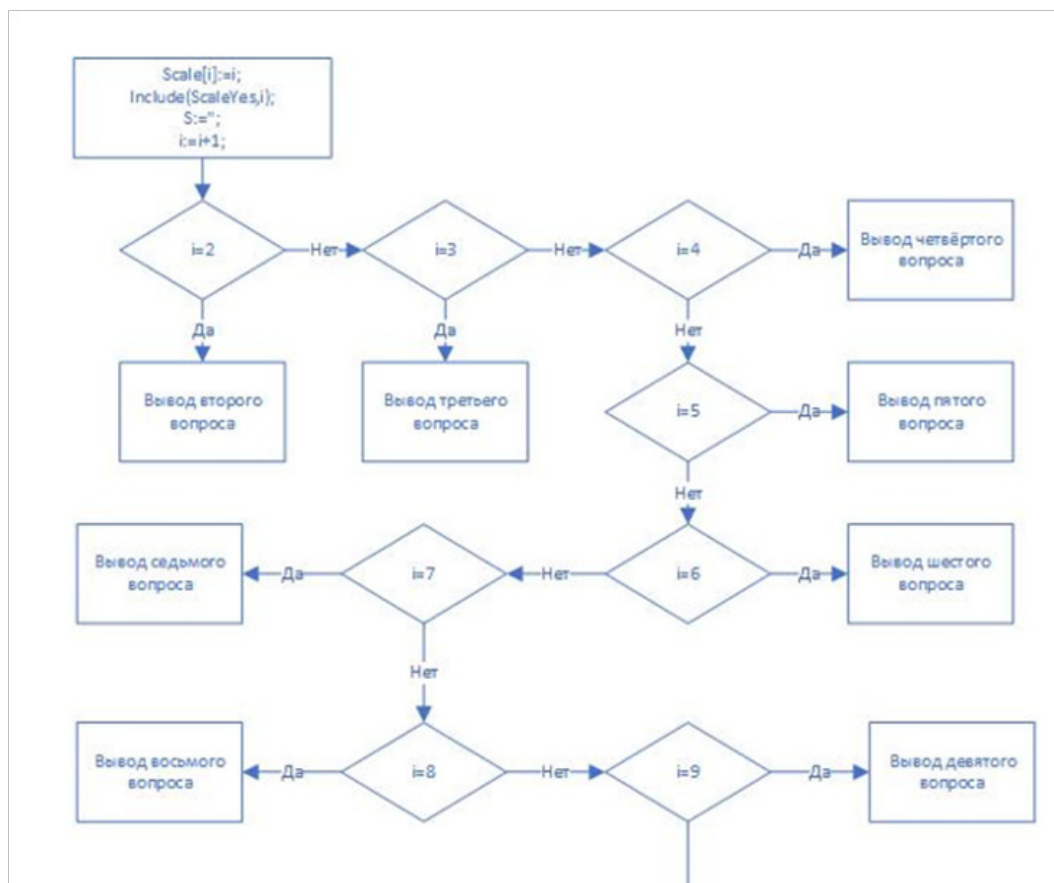 Scale[i]:=i;
Include(ScaleYes,i);
S:='';
i:=i+1;
i=2
Нет
i=3
Нет
i=4
Да
Вывод четвёртого
вопроса
Да
Да
Нет
Вывод второго
вопроса
Вывод третьего
вопроса
i=5
Да
Вывод пятого
вопроса
Нет
Вывод седьмого
вопроса
Да
i=7
Нет
i=6
Да
Вывод шестого
вопроса
Нет
Вывод восьмого
вопроса
Да
i=8
Нет
i=9
Да
Вывод девятого
вопроса